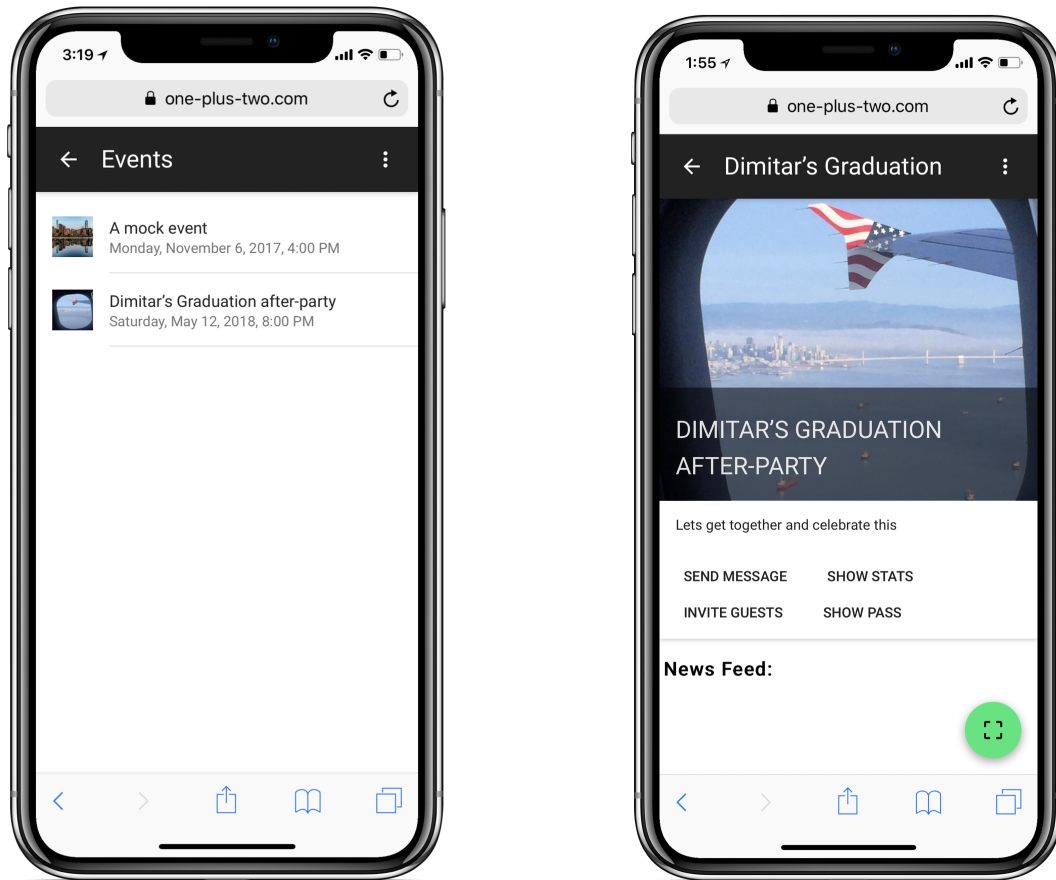 3:19
one-plus-two.com
Events
A mock event
Monday, November 6, 2017, 4:00 PM
Dimitar’s Graduation after-party
Saturday, May 12, 2018, 8:00 PM
1:55
one-plus-two.com
Dimitar’s Graduation
DIMITAR’S GRADUATION
AFTER-PARTY
Lets get together and celebrate this
SEND MESSAGE SHOW STATS
INVITE GUESTS SHOW PASS
News Feed: